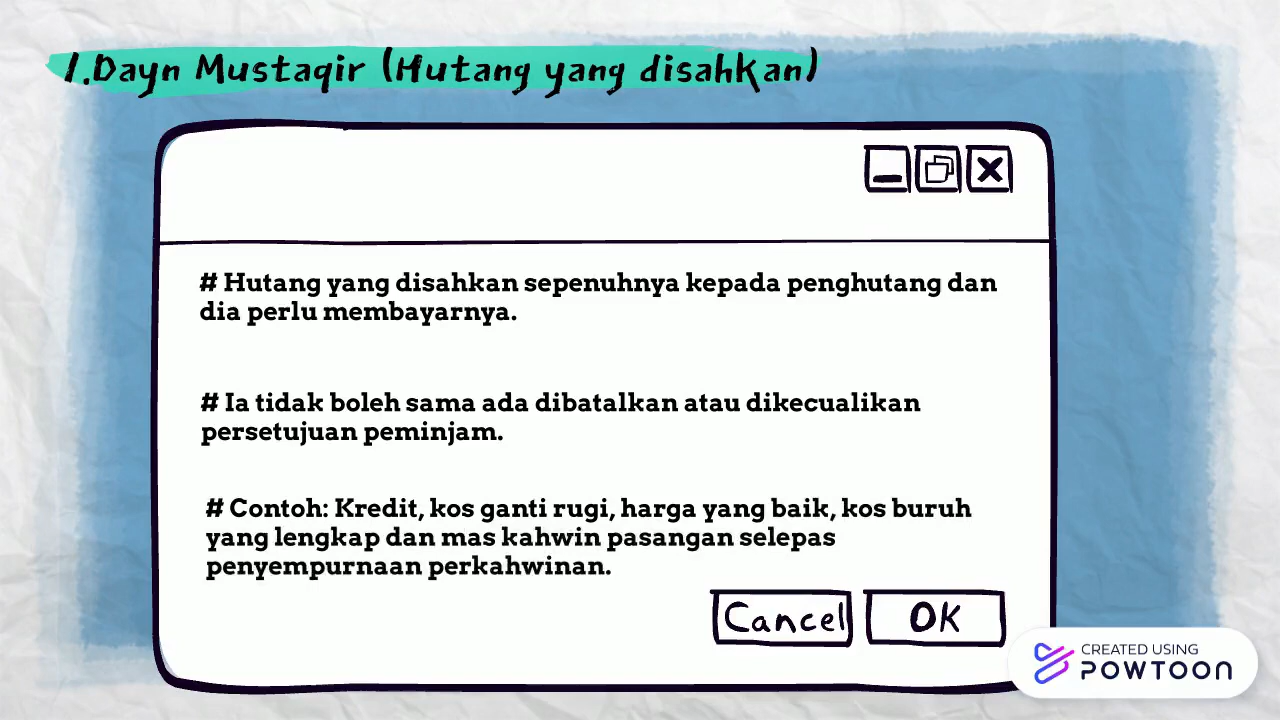 1.Dayn Mustaqir (Hutang yang disahkan)
# Hutang yang disahkan sepenuhnya kepada penghutang dan
dia perlu membayarnya.
# Ia tidak boleh sama ada dibatalkan atau dikecualikan
persetujuan peminjam.
# Contoh: Kredit, kos ganti rugi, harga yang baik, kos buruh
yang lengkap dan mas kahwin pasangan selepas
penyempurnaan perkahwinan.
Cancel OK
CREATED USING
POWTOON